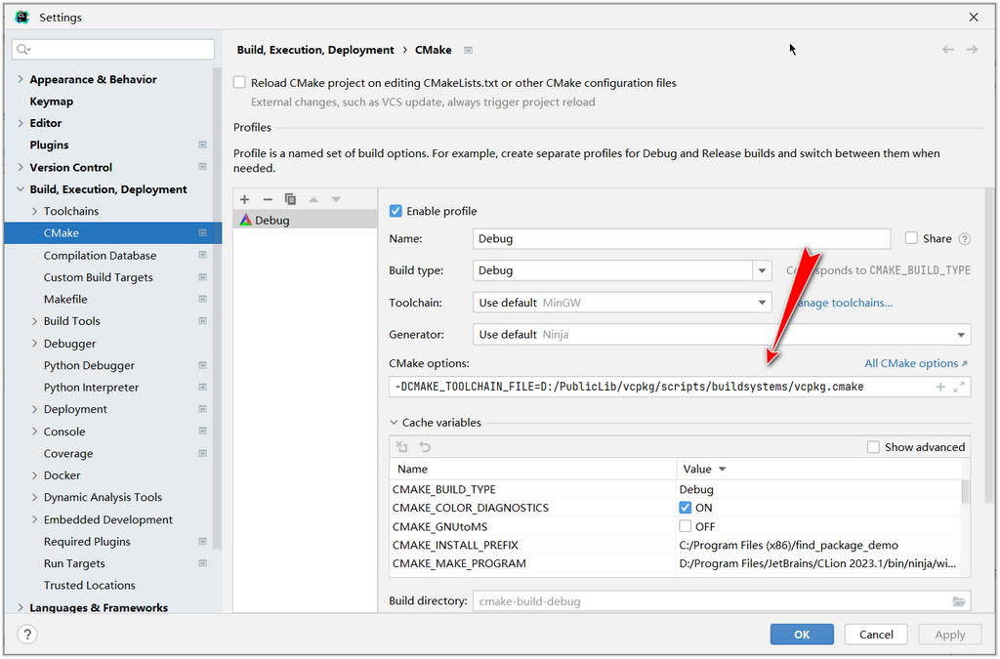 Settings
Build, Execution, Deployment › CMake
Appearance & Behavior
Keymap
Editor
Plugins
Version Control
Build, Execution, Deployment
Toolchains
CMake
Compilation Database
Custom Build Targets
Makefile
Build Tools
Debugger
Python Debugger
Python Interpreter
Deployment
Console
Coverage
Docker
Dynamic Analysis Tools
Embedded Development
Required Plugins
Run Targets
Trusted Locations
Languages & Frameworks
Reload CMake project on editing CMakeLists.txt or other CMake configuration files
External changes, such as VCS update, always trigger project reload
Profiles
Profile is a named set of build options. For example, create separate profiles for Debug and Release builds and switch between them when
needed.
Debug
Enable profile
Name: Debug Share ?
Build type: Debug to CMAKE_BUILD_TYPE
Toolchain: Use default MinGW toolchains...
Generator: Use default Ninja
CMake options: All CMake options ↗
-DCMAKE_TOOLCHAIN_FILE=D:/PublicLib/vcpkg/scripts/buildsystems/vcpkg.cmake
Cache variables
Show advanced
Name Value
CMAKE_BUILD_TYPE Debug
CMAKE_COLOR_DIAGNOSTICS ON
CMAKE_GNUtoMS OFF
CMAKE_INSTALL_PREFIX C:/Program Files (x86)/find_package_demo
CMAKE_MAKE_PROGRAM D:/Program Files/JetBrains/CLion 2023.1/bin/ninja/wi...
Build directory: cmake-build-debug
? OK Cancel Apply